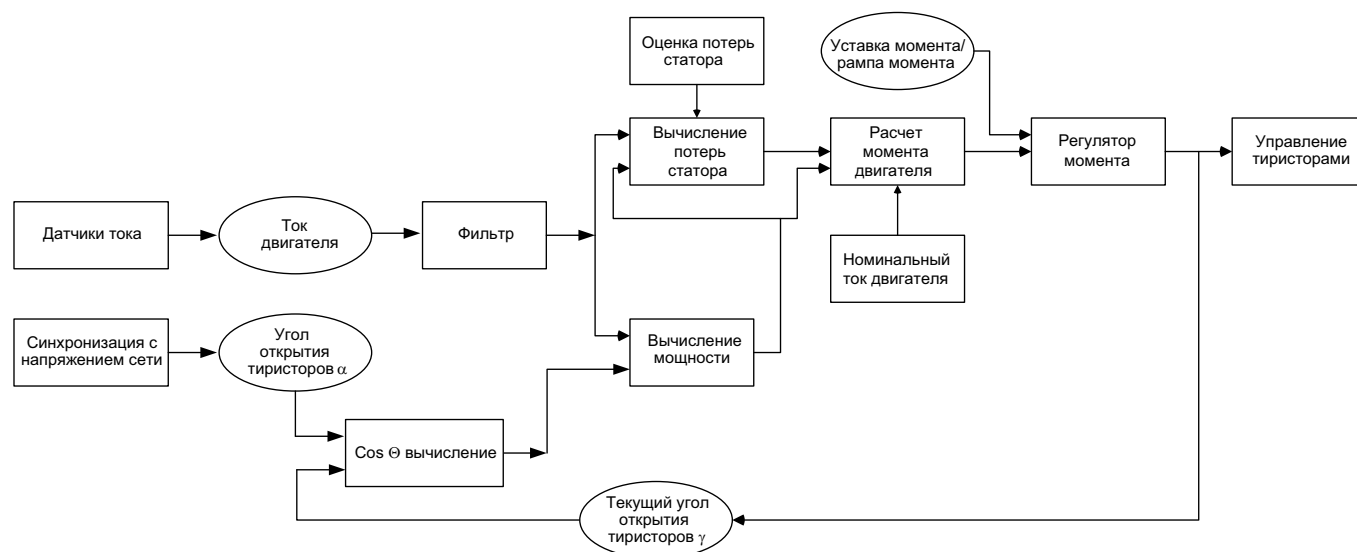 Оценка потерь
статора
Уставка момента/
рампа момента
Вычисление
потерь
статора
Расчет
момента
двигателя
Регулятор
момента
Управление
тиристорами
Датчики тока
Ток
двигателя
Фильтр
Номинальный
ток двигателя
Синхронизация с
напряжением сети
Угол
открытия
тиристоров α
Вычисление
мощности
Cos Θ вычисление
Текущий угол
открытия
тиристоров γ